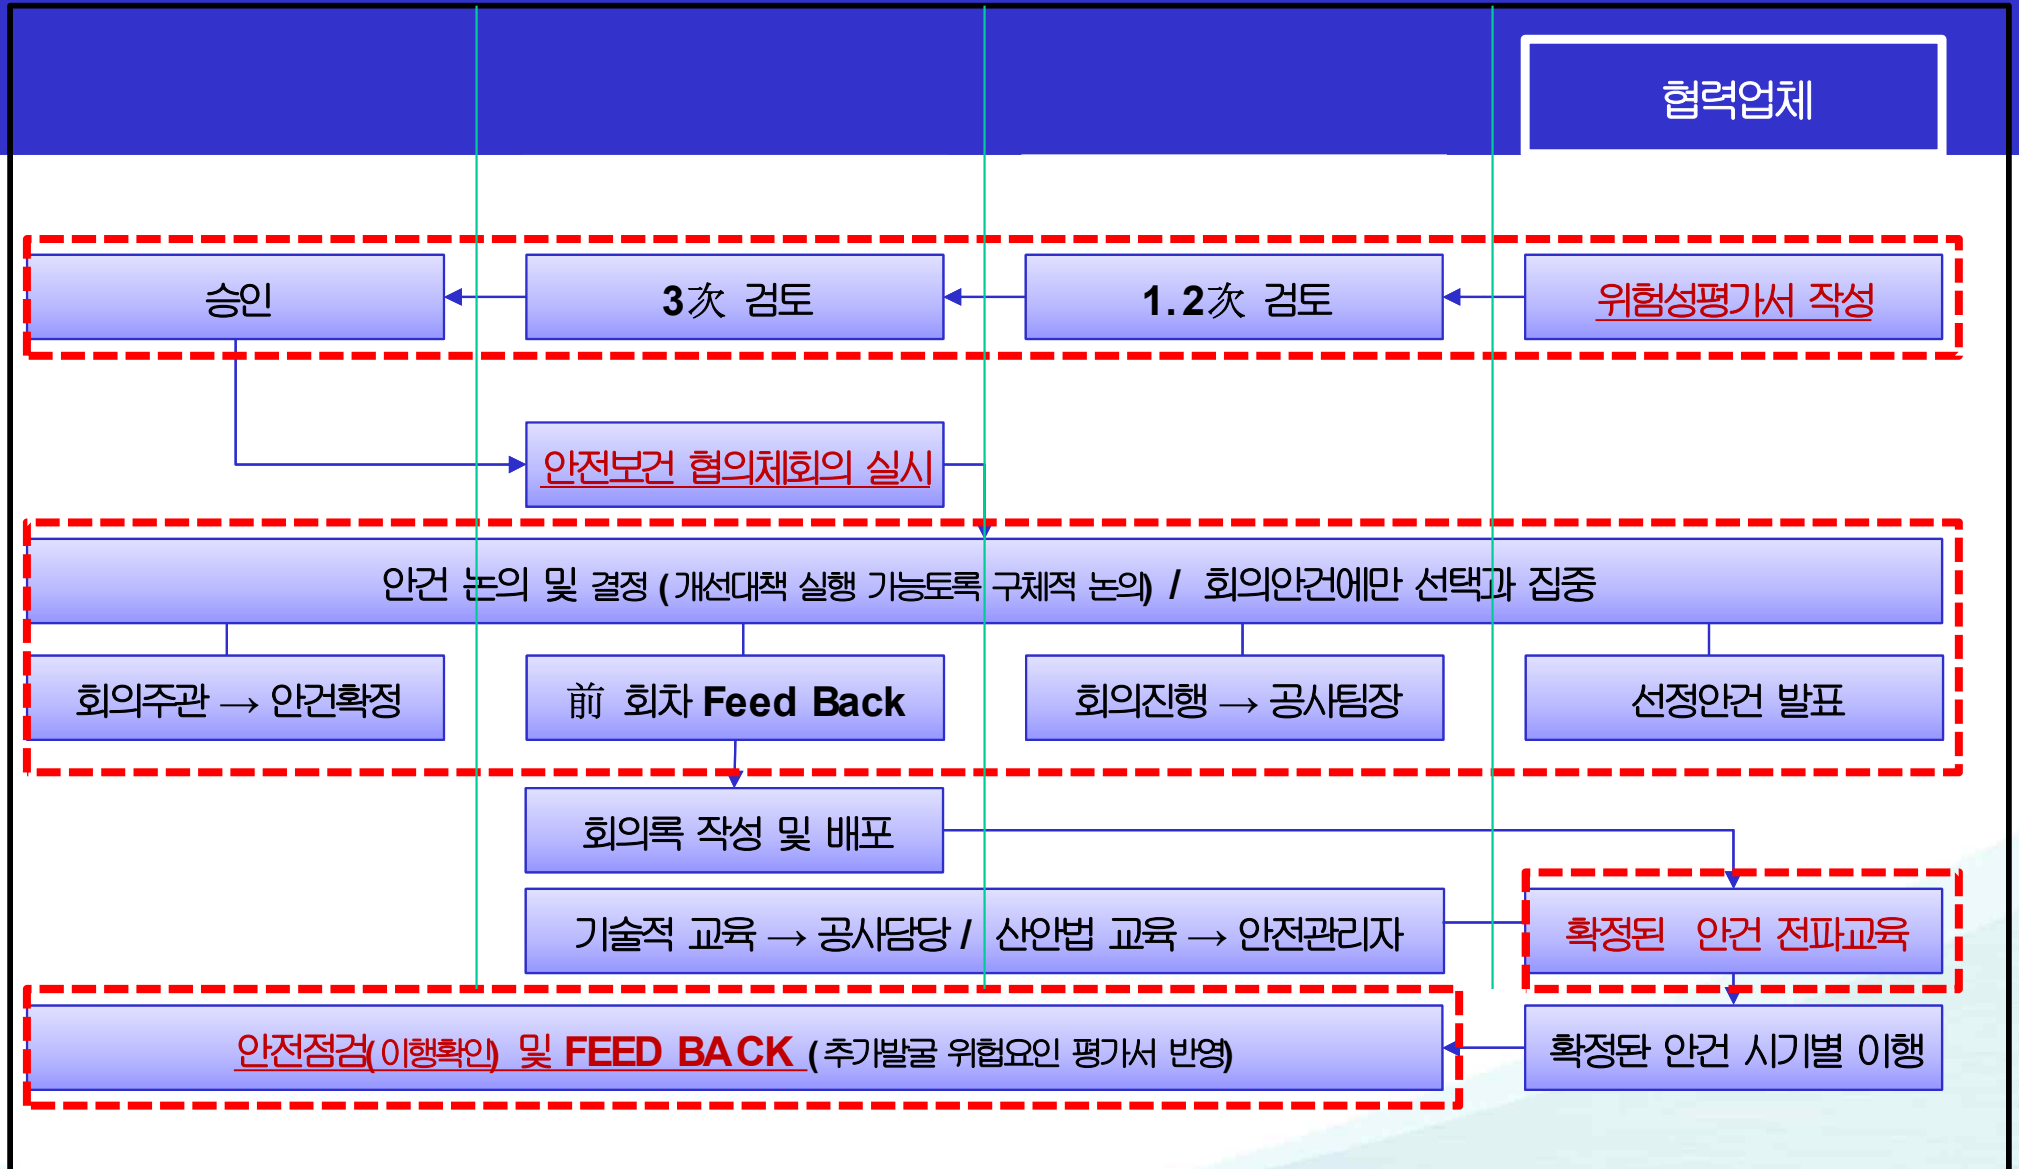 협력업체
승인
3次 검토
1.2次 검토
위험성평가서 작성
안전보건 협의체회의 실시
안건 논의 및 결정 (개선대책 실행 가능토록 구체적 논의) / 회의안건에만 선택과 집중
회의주관 → 안건확정
前 회차 Feed Back
회의진행 → 공사팀장
선정안건 발표
회의록 작성 및 배포
기술적 교육 → 공사담당 / 산안법 교육 → 안전관리자
확정된 안건 전파교육
안전점검(이행확인) 및 FEED BACK (추가발굴 위험요인 평가서 반영)
확정된 안건 시기별 이행